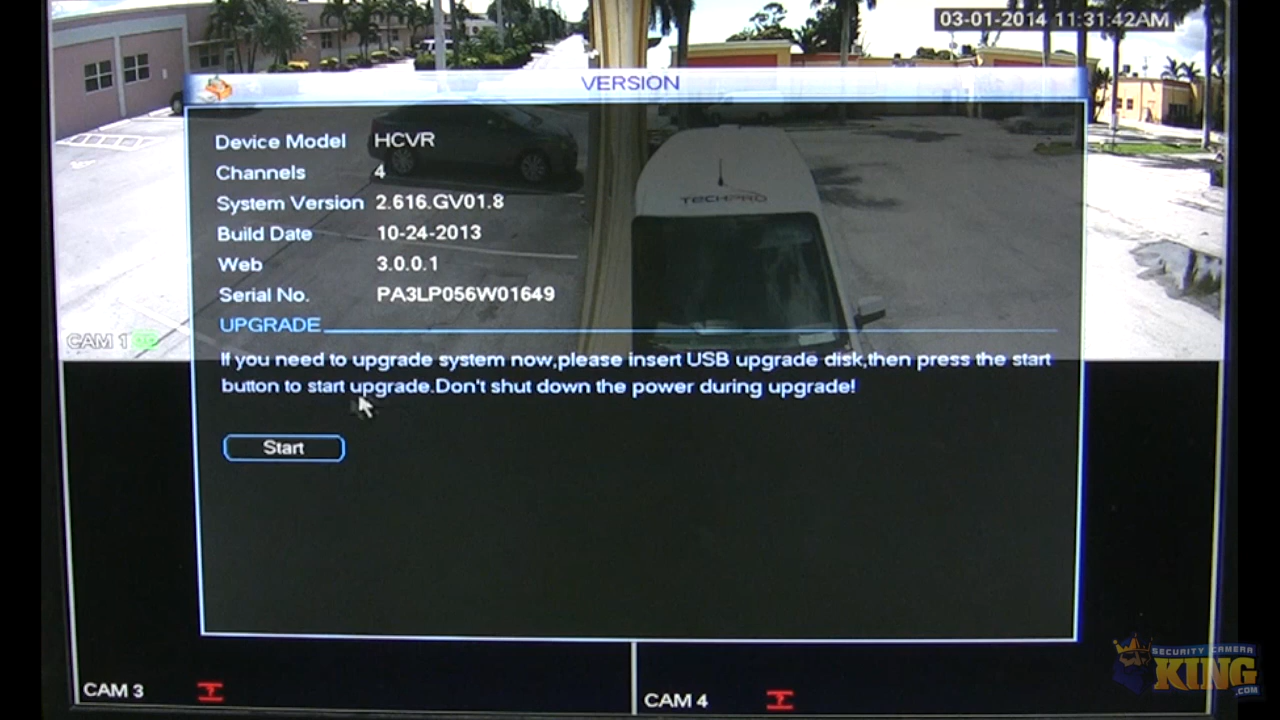 03-01-2014 11:31:42AM
VERSION
Device Model HCVR
Channels 4
System Version 2.616.GV01.8
Build Date 10-24-2013
Web 3.0.0.1
Serial No. PA3LP056W01649
UPGRADE
If you need to upgrade system now,please insert USB upgrade disk,then press the start
button to start upgrade.Don't shut down the power during upgrade!
Start
TECHPRO
CAM 1
CAM 3
CAM 4
SECURITY CAMERA
KING
.COM